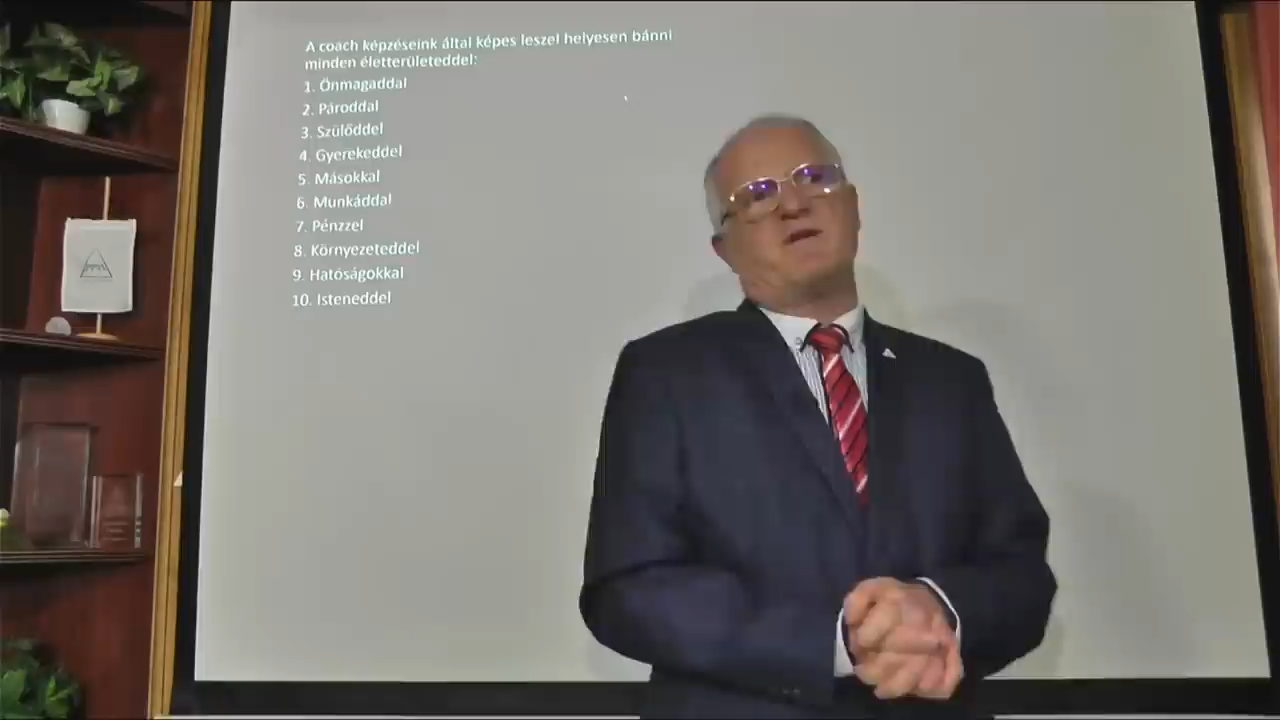 A coach képzéseink által képes leszel helyesen bánni
minden életterületeddel:
1. Önmagaddal
2. Pároddal
3. Szülőddel
4. Gyerekeddel
5. Másokkal
6. Munkáddal
7. Pénzzel
8. Környezeteddel
9. Hatóságokkal
10. Isteneddel